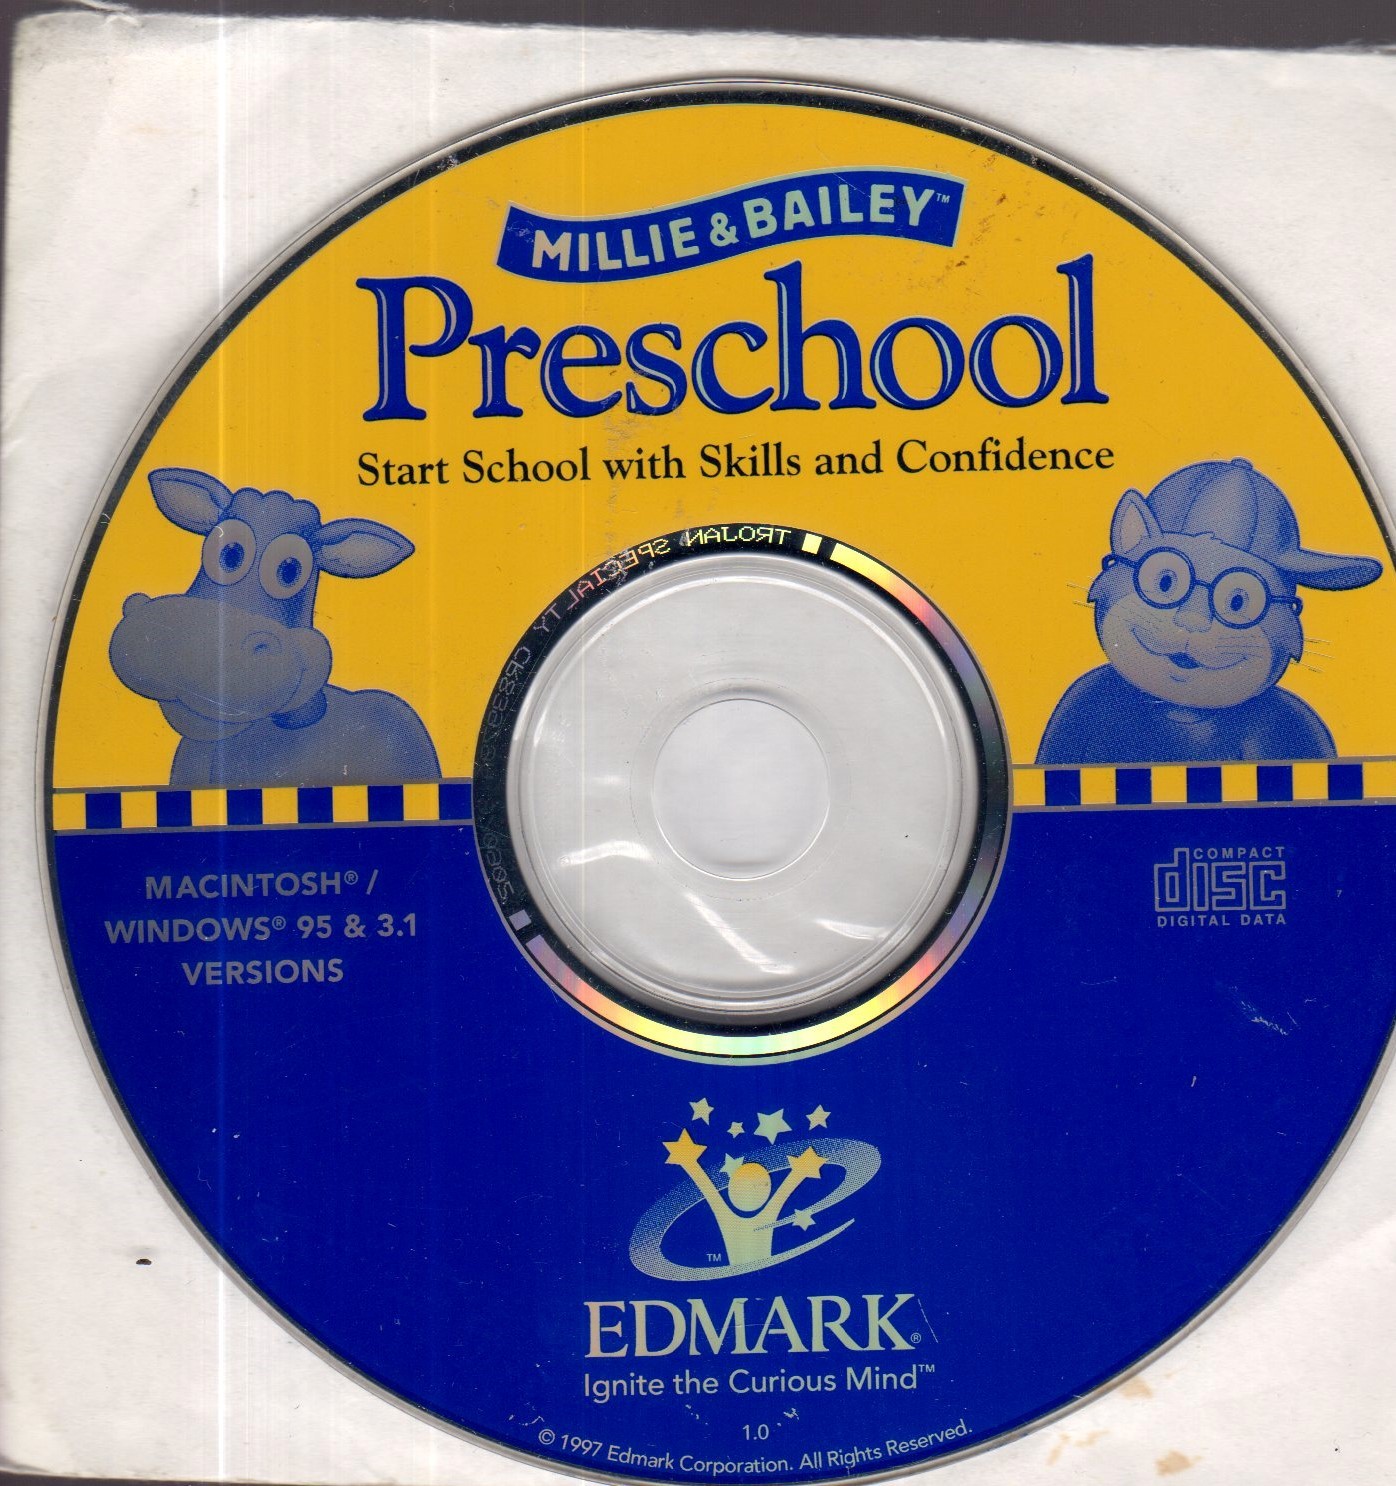 MILLIE & BAILEY™
Preschool
Start School with Skills and Confidence
TROJAN SPECIALTY
MACINTOSH® /
WINDOWS® 95 & 3.1
VERSIONS
COMPACT
disc
DIGITAL DATA
TM
EDMARK®
Ignite the Curious Mind™
1.0
© 1997 Edmark Corporation. All Rights Reserved.